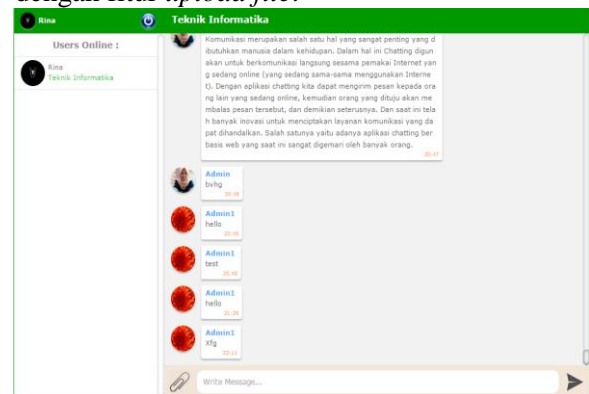 dengan fitur upload file.
Rina
Teknik Informatika
Users Online :
Rina
Teknik Informatika
Komunikasi merupakan salah satu hal yang sangat penting yang d
ibutuhkan manusia dalam kehidupan. Dalam hal ini Chatting digun
akan untuk berkomunikasi langsung sesama pemakai Internet yan
g sedang online (yang sedang sama-sama menggunakan Interne
t). Dengan aplikasi chatting kita dapat mengirim pesan kepada ora
ng lain yang sedang online, kemudian orang yang dituju akan me
mbalas pesan tersebut, dan demikian seterusnya. Dan saat ini tela
h banyak inovasi untuk menciptakan layanan komunikasi yang da
pat dihandalkan. Salah satunya yaitu adanya aplikasi chatting ber
basis web yang saat ini sangat digemari oleh banyak orang.
Admin
bvhg
Admin1
hello
Admin1
test
Admin1
hello
21:26
Admin1
Xfg
22:11
Write Message...